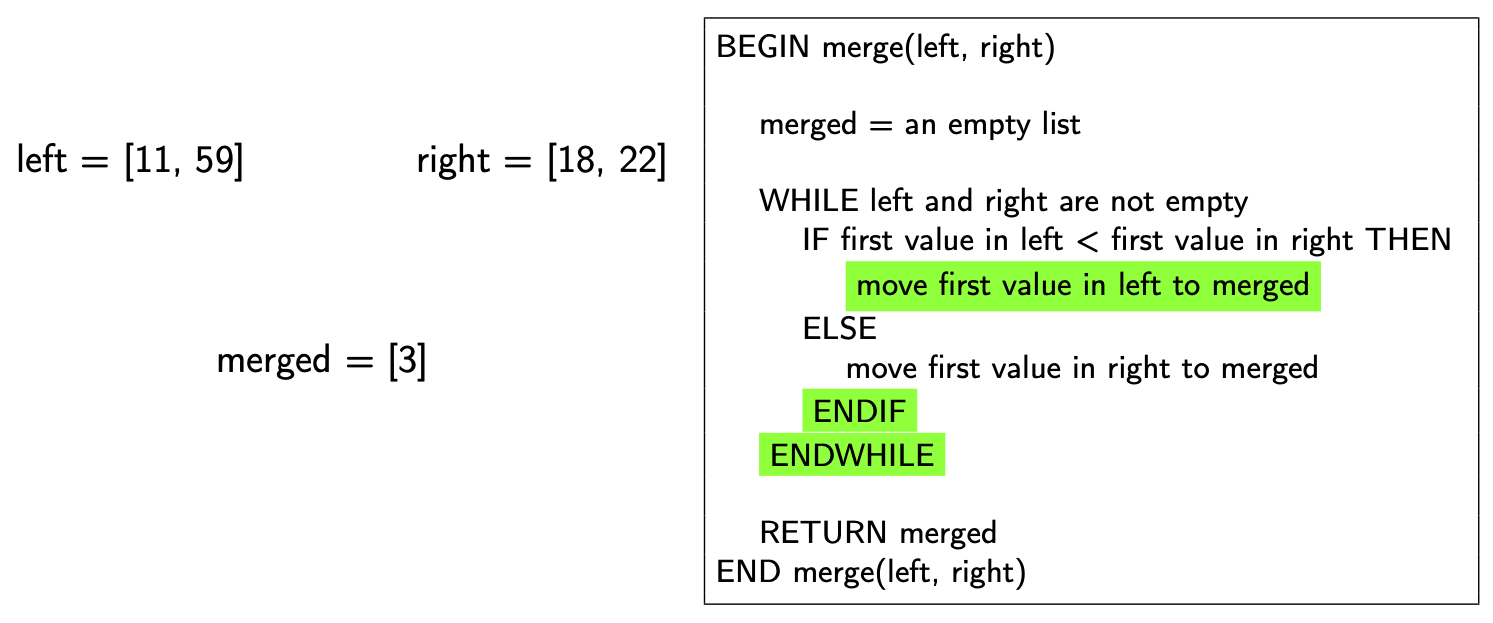 left = [11, 59]
right = [18, 22]
merged = [3]
BEGIN merge(left, right)
merged = an empty list
WHILE left and right are not empty
IF first value in left < first value in right THEN
move first value in left to merged
ELSE
move first value in right to merged
ENDIF
ENDWHILE
RETURN merged
END merge(left, right)